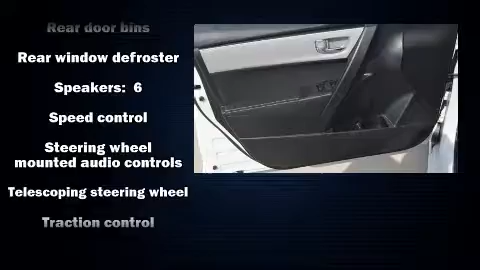 Rear door bins
Rear window defroster
Speakers: 6
Speed control
Steering wheel
mounted audio controls
Telescoping steering wheel
Traction control